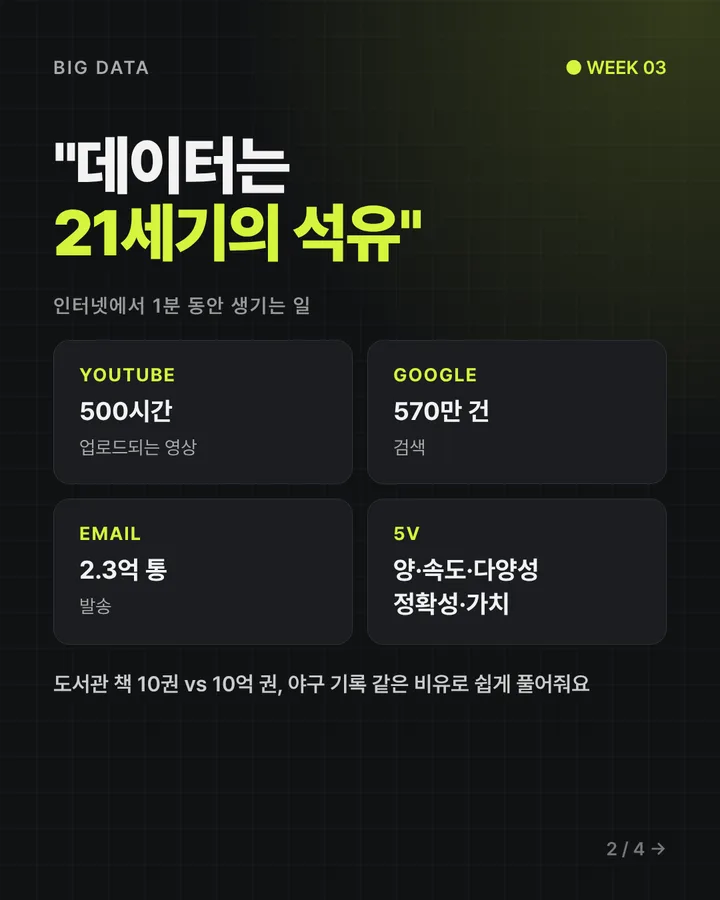 BIG DATA
● WEEK 03
"데이터는
21세기의 석유"
인터넷에서 1분 동안 생기는 일
YOUTUBE
500시간
업로드되는 영상
GOOGLE
570만 건
검색
EMAIL
2.3억 통
발송
5V
양·속도·다양성
정확성·가치
도서관 책 10권 vs 10억 권, 야구 기록 같은 비유로 쉽게 풀어줘요
2 / 4 →